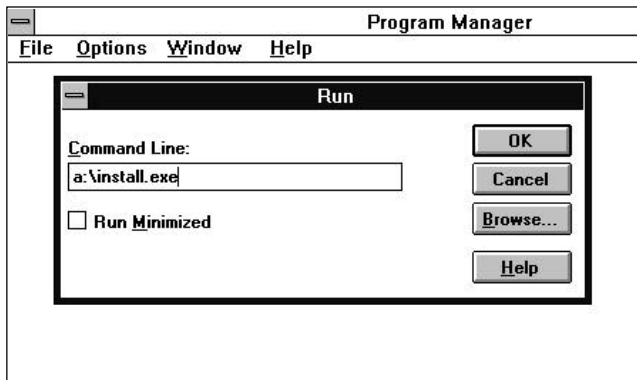 Program Manager
File Options Window Help
Run
Command Line:
OK
a:\install.exe
Cancel
Run Minimized
Browse...
Help